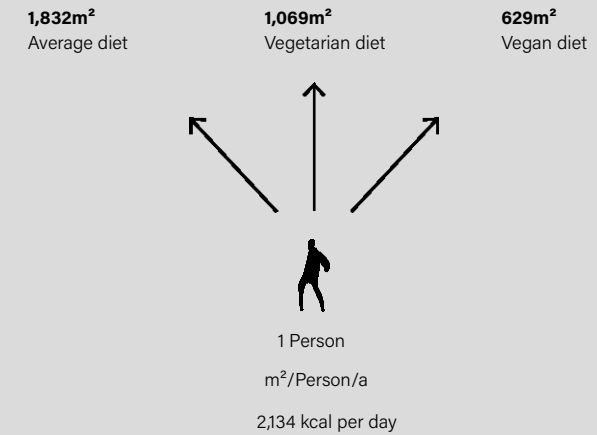 1,832m²
Average diet
1,069m²
Vegetarian diet
629m²
Vegan diet
1 Person
m²/Person/a
2,134 kcal per day